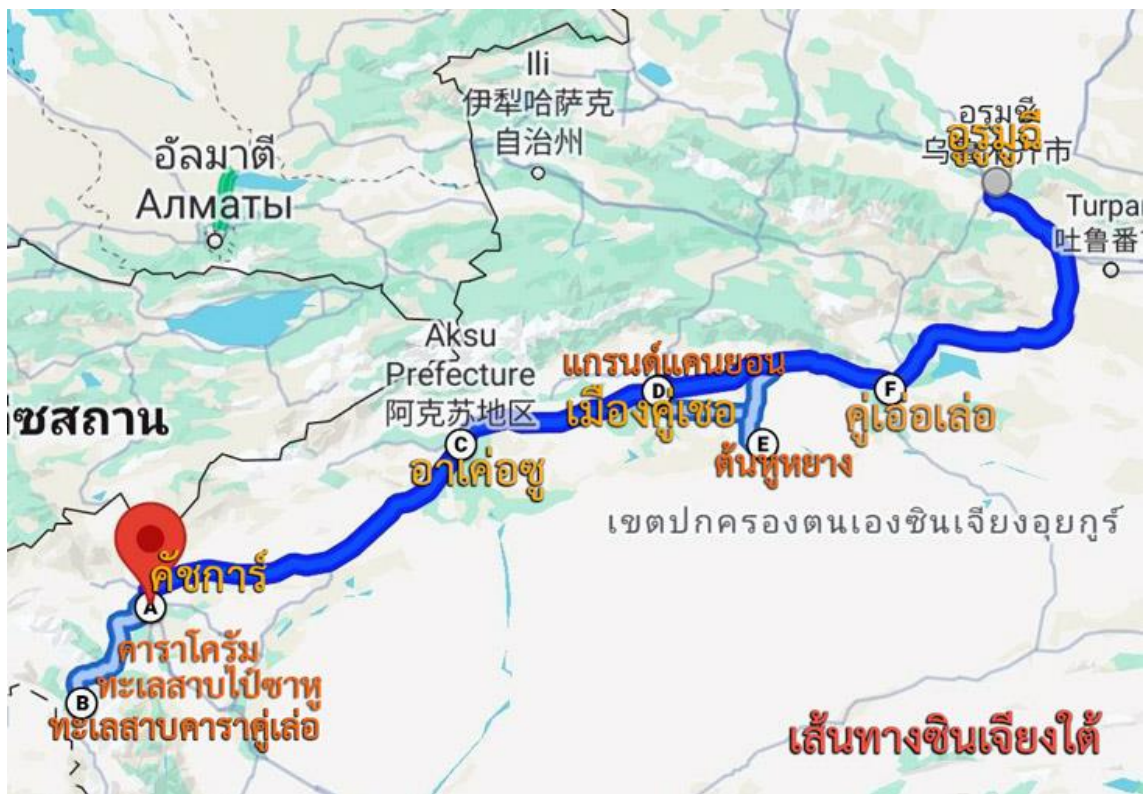 Ili
伊犁哈萨克
自治州
อัลมาตี
Алматы
อุรุมชี
อูรูมูฉี
Turpan
吐鲁番
Aksu
Prefecture
阿克苏地区
แกรนด์แคนยอน
D
เมืองคู่เชอ
F
คู่เอ่อเล่อ
C
อาเค่อซู
E
ต้นหูหยาง
ซสถาน
เขตปกครองตนเองซินเจียงอุยกูร์
คัชการ์
A
คาราโครัม
ทะเลสาบไป๋ซาหู
B
ทะเลสาบคาราคู่เล่อ
เส้นทางซินเจียงใต้